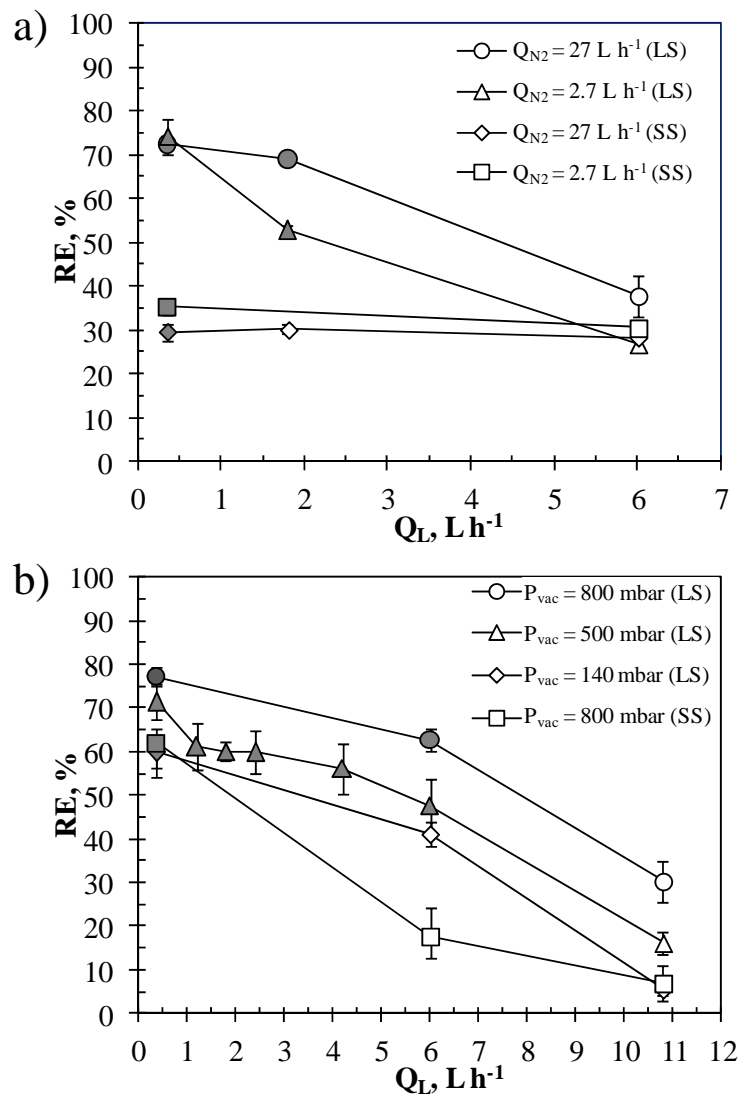 a)
100
90
80
70
60
50
40
30
20
10
0
RE, %
0 1 2 3 4 5 6 7
Q_L, L h⁻¹
Q_N2 = 27 L h⁻¹ (LS)
Q_N2 = 2.7 L h⁻¹ (LS)
Q_N2 = 27 L h⁻¹ (SS)
Q_N2 = 2.7 L h⁻¹ (SS)
b)
100
90
80
70
60
50
40
30
20
10
0
RE, %
0 1 2 3 4 5 6 7 8 9 10 11 12
Q_L, L h⁻¹
P_vac = 800 mbar (LS)
P_vac = 500 mbar (LS)
P_vac = 140 mbar (LS)
P_vac = 800 mbar (SS)